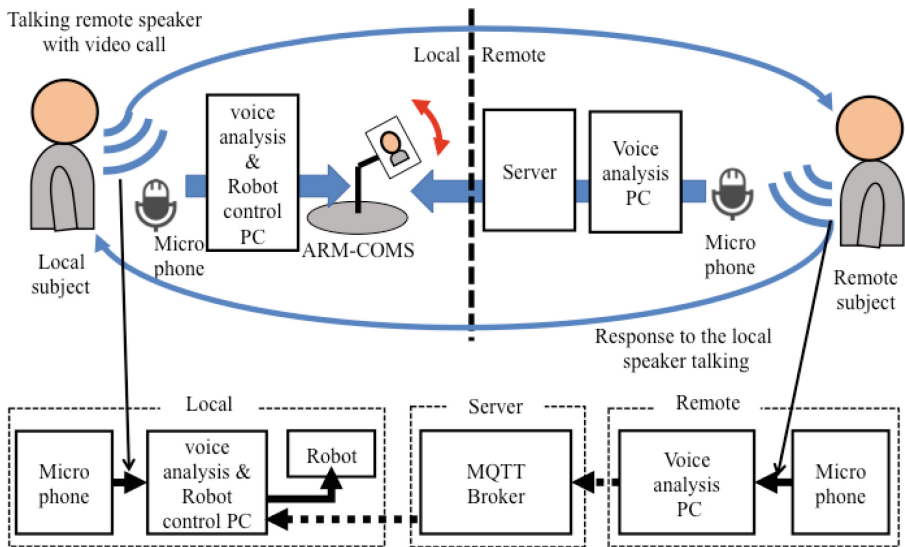 Talking remote speaker
with video call
Local
Remote
voice
analysis
&
Robot
control
PC
Server
Voice
analysis
PC
Micro
phone
ARM-COMS
Micro
phone
Local
subject
Remote
subject
Response to the local
speaker talking
Local
Server
Remote
Micro
phone
voice
analysis &
Robot
control PC
Robot
MQTT
Broker
Voice
analysis
PC
Micro
phone